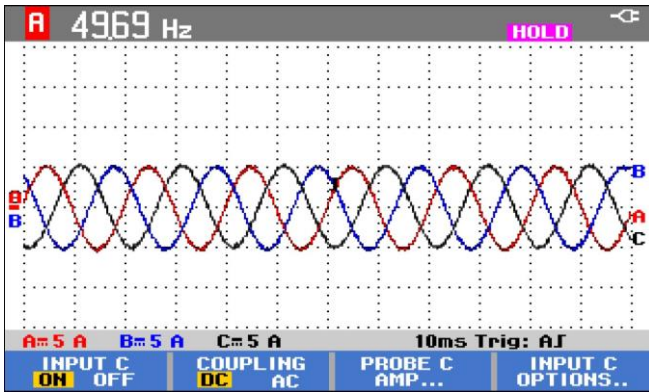 A 49.69 Hz
HOLD
B
B
A
C
A 5 A B 5 A C 5 A 10ms Trig: A
INPUT C COUPLING PROBE C INPUT C
ON OFF DC AC AMP... OPTIONS..